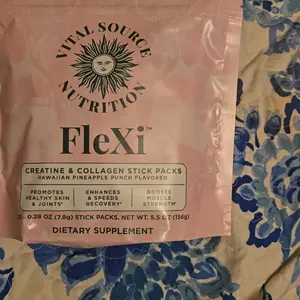 VITAL SOURCE
NUTRITION
FleXi™
CREATINE & COLLAGEN STICK PACKS
HAWAIIAN PINEAPPLE PUNCH FLAVORED
PROMOTES HEALTHY SKIN & JOINTS†
ENHANCES & SPEEDS RECOVERY†
BOOSTS MUSCLE STRENGTH†
0.28 OZ (7.8g) STICK PACKS, NET WT. 5.5 OZ (156g)
DIETARY SUPPLEMENT